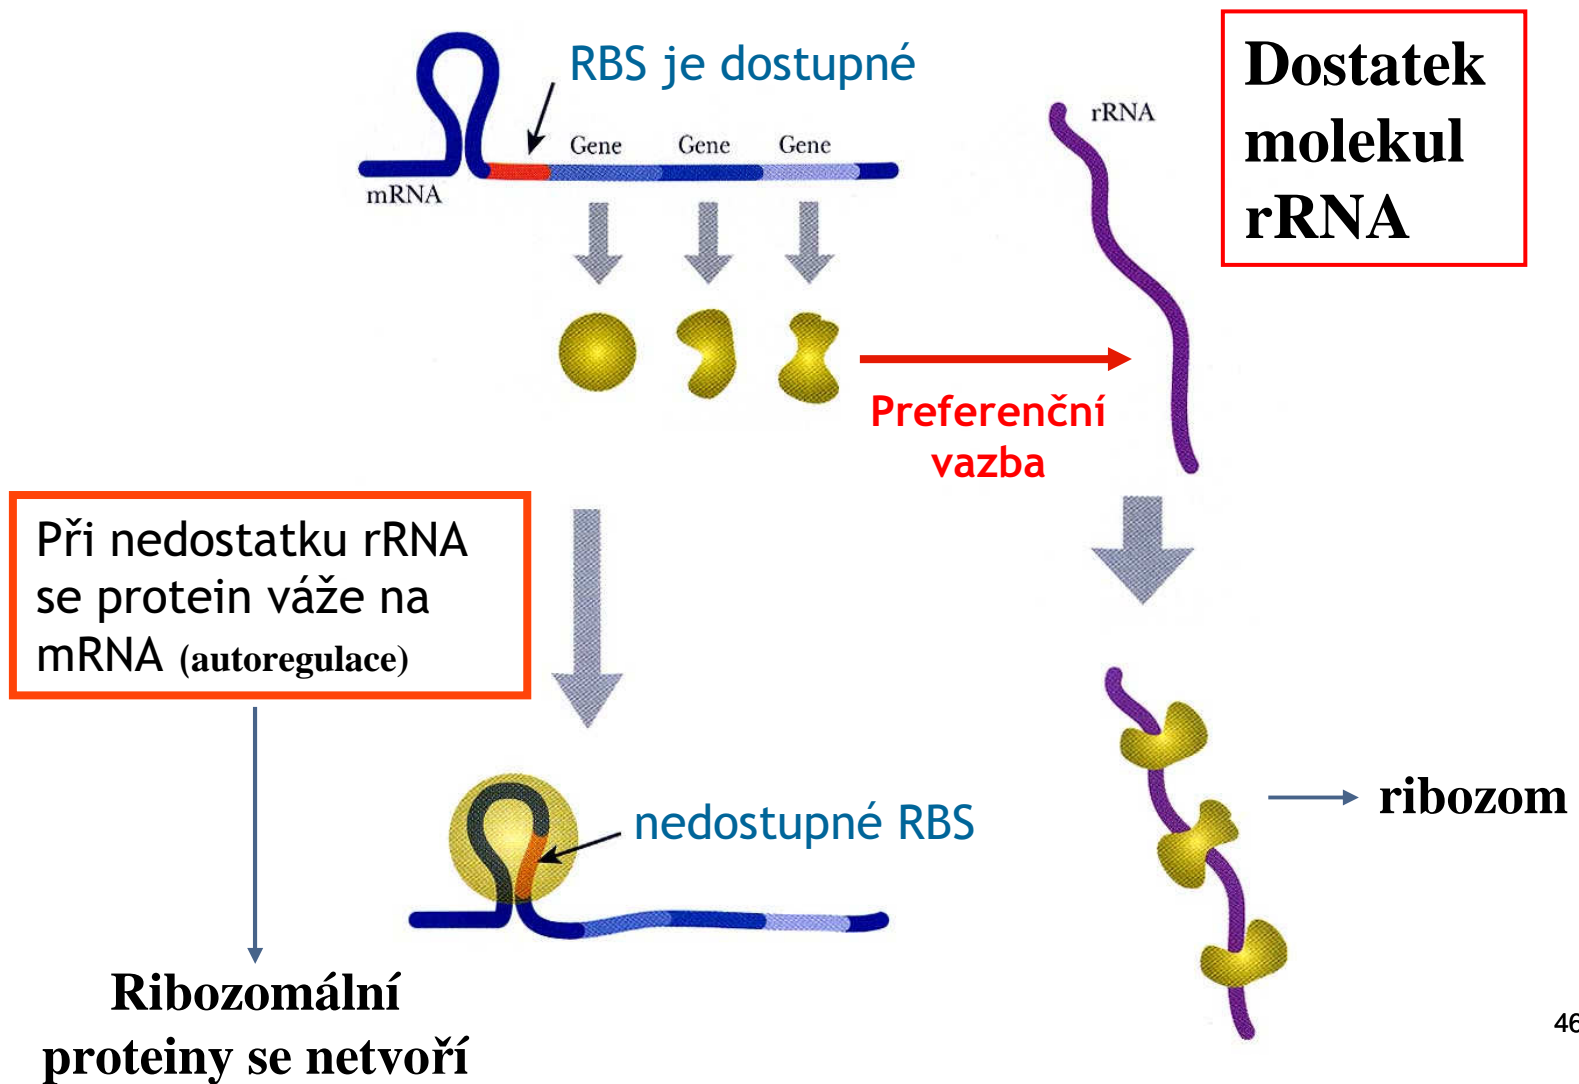 RBS je dostupné
Dostatek
molekul
rRNA
rRNA
Gene Gene Gene
mRNA
Preferenční
vazba
Při nedostatku rRNA
se protein váže na
mRNA (autoregulace)
nedostupné RBS
ribozom
Ribozomální
proteiny se netvoří
46